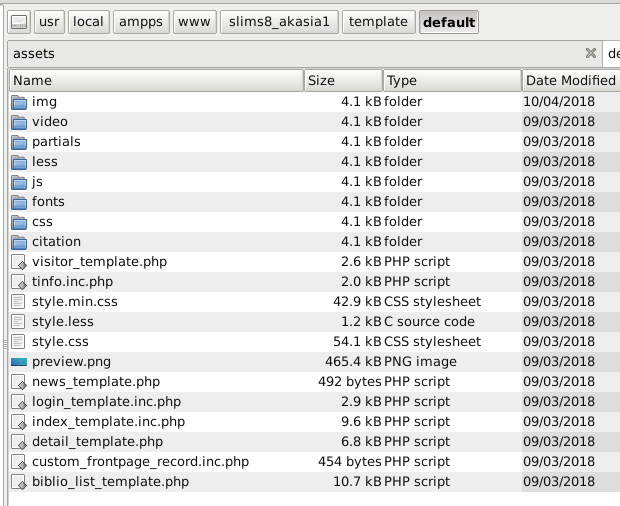 usr local ampps www slims8_akasia1 template default
assets de
Name Size Type Date Modified
img 4.1 kB folder 10/04/2018
video 4.1 kB folder 09/03/2018
partials 4.1 kB folder 09/03/2018
less 4.1 kB folder 09/03/2018
js 4.1 kB folder 09/03/2018
fonts 4.1 kB folder 09/03/2018
css 4.1 kB folder 09/03/2018
citation 4.1 kB folder 09/03/2018
visitor_template.php 2.6 kB PHP script 09/03/2018
tinfo.inc.php 2.0 kB PHP script 09/03/2018
style.min.css 42.9 kB CSS stylesheet 09/03/2018
style.less 1.2 kB C source code 09/03/2018
style.css 54.1 kB CSS stylesheet 09/03/2018
preview.png 465.4 kB PNG image 09/03/2018
news_template.php 492 bytes PHP script 09/03/2018
login_template.inc.php 2.9 kB PHP script 09/03/2018
index_template.inc.php 9.6 kB PHP script 09/03/2018
detail_template.php 6.8 kB PHP script 09/03/2018
custom_frontpage_record.inc.php 454 bytes PHP script 09/03/2018
biblio_list_template.php 10.7 kB PHP script 09/03/2018